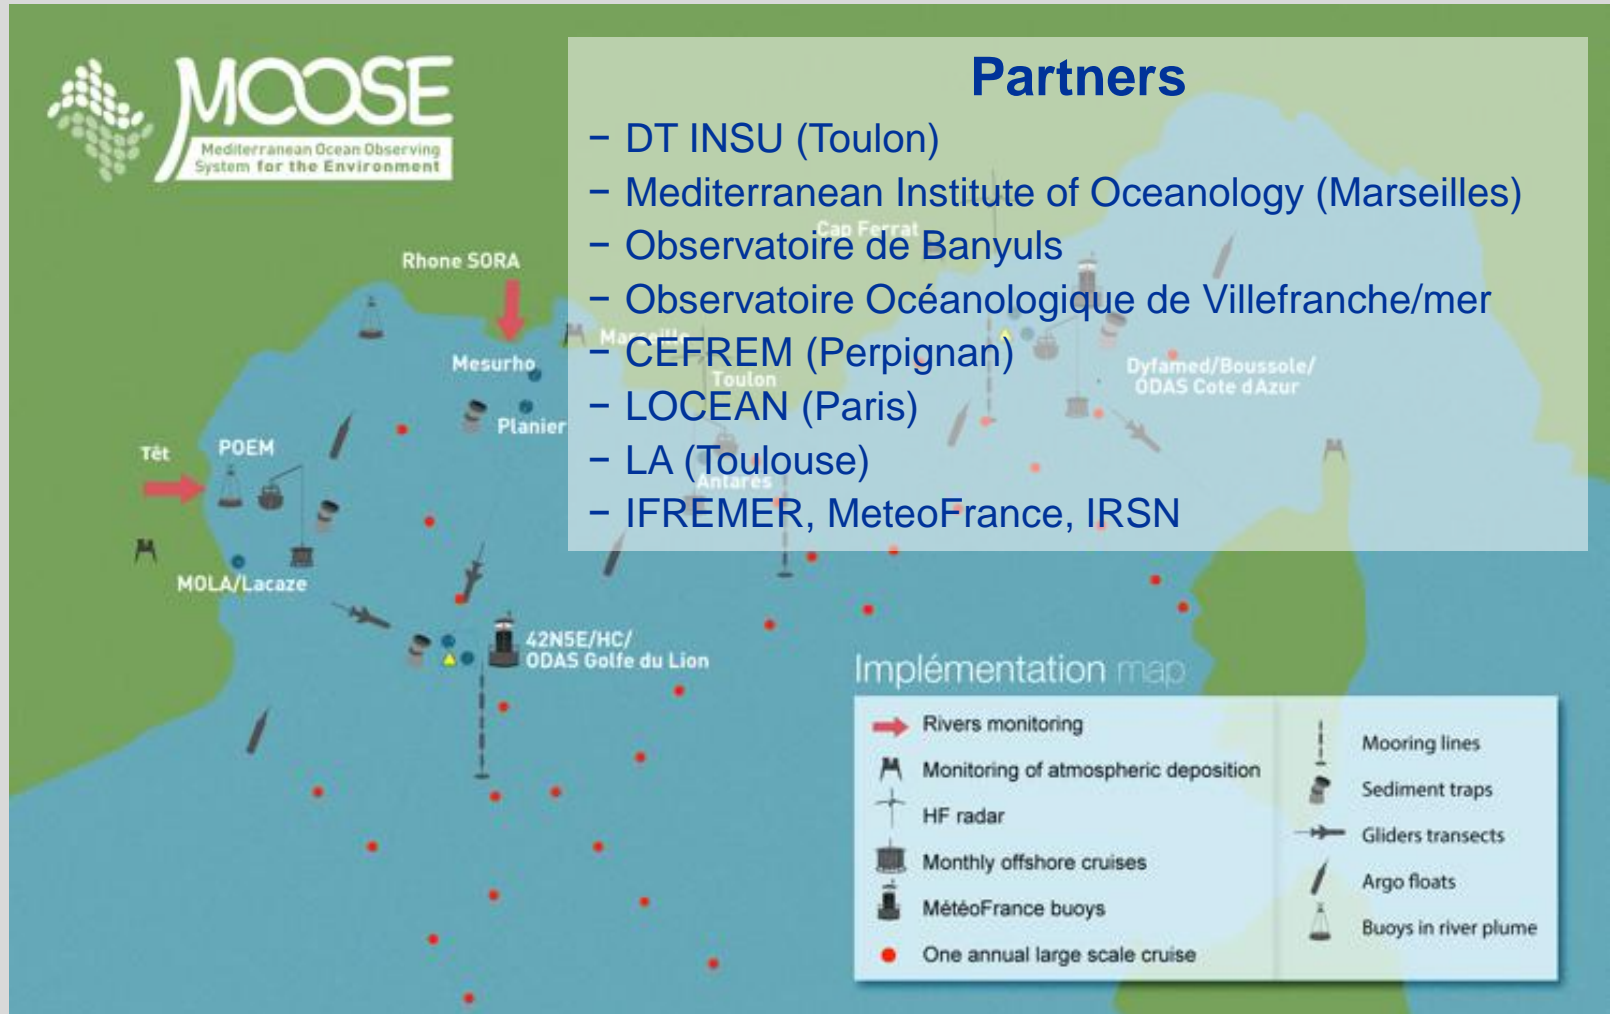 MOOSE
Mediterranean Ocean Observing
System for the Environment
Partners
− DT INSU (Toulon)
− Mediterranean Institute of Oceanology (Marseilles)
− Observatoire de Banyuls
− Observatoire Océanologique de Villefranche/mer
− CEFREM (Perpignan)
− LOCEAN (Paris)
− LA (Toulouse)
− IFREMER, MeteoFrance, IRSN
Cap Ferrat
Rhone SORA
Marseille
Mesurho
Toulon
Dyfamed/Boussole/
ODAS Cote dAzur
Planier
Têt
POEM
Antarès
MOLA/Lacaze
42N5E/HC/
ODAS Golfe du Lion
Implémentation map
Rivers monitoring
Monitoring of atmospheric deposition
HF radar
Monthly offshore cruises
MétéoFrance buoys
One annual large scale cruise
Mooring lines
Sediment traps
Gliders transects
Argo floats
Buoys in river plume